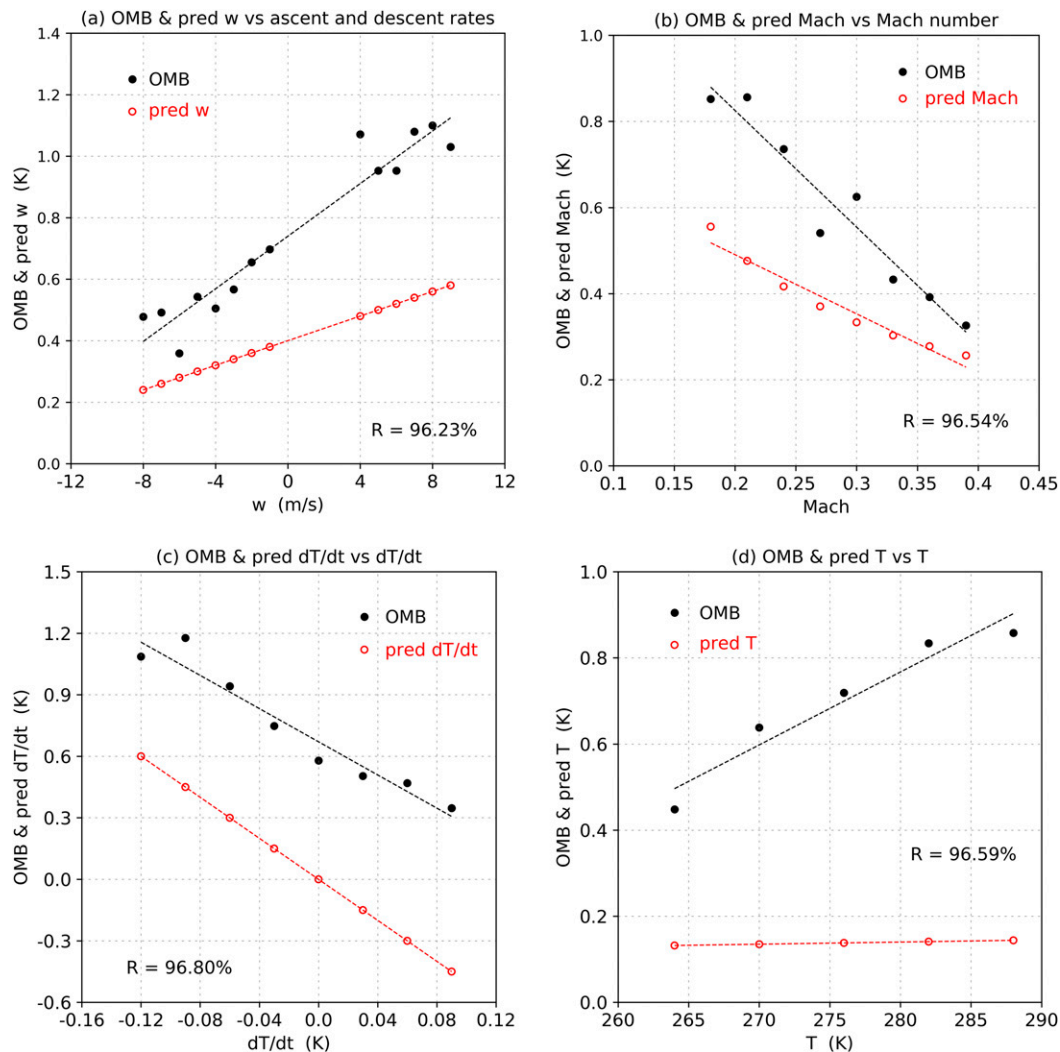 (a) OMB & pred w vs ascent and descent rates
1.4
1.2
1.0
0.8
0.6
0.4
0.2
0.0
OMB & pred w (K)
OMB
pred w
R = 96.23%
-12
-8
-4
0
4
8
12
w (m/s)
(b) OMB & pred Mach vs Mach number
1.0
0.8
0.6
0.4
0.2
0.0
OMB & pred Mach (K)
OMB
pred Mach
R = 96.54%
0.1
0.15
0.2
0.25
0.3
0.35
0.4
0.45
Mach
(c) OMB & pred dT/dt vs dT/dt
1.5
1.2
0.9
0.6
0.3
0.0
-0.3
-0.6
OMB & pred dT/dt (K)
OMB
pred dT/dt
R = 96.80%
-0.16
-0.12
-0.08
-0.04
0.0
0.04
0.08
0.12
dT/dt (K)
(d) OMB & pred T vs T
1.0
0.8
0.6
0.4
0.2
0.0
OMB & pred T (K)
OMB
pred T
R = 96.59%
260
265
270
275
280
285
290
T (K)